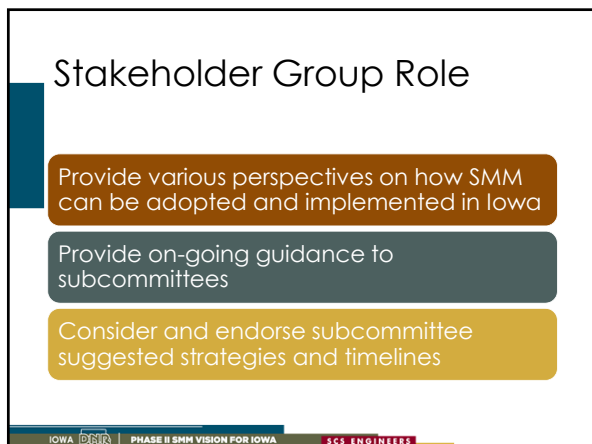 Stakeholder Group Role
Provide various perspectives on how SMM
can be adopted and implemented in Iowa
Provide on-going guidance to
subcommittees
Consider and endorse subcommittee
suggested strategies and timelines
IOWA DNR | PHASE II SMM VISION FOR IOWA SCS ENGINEERS